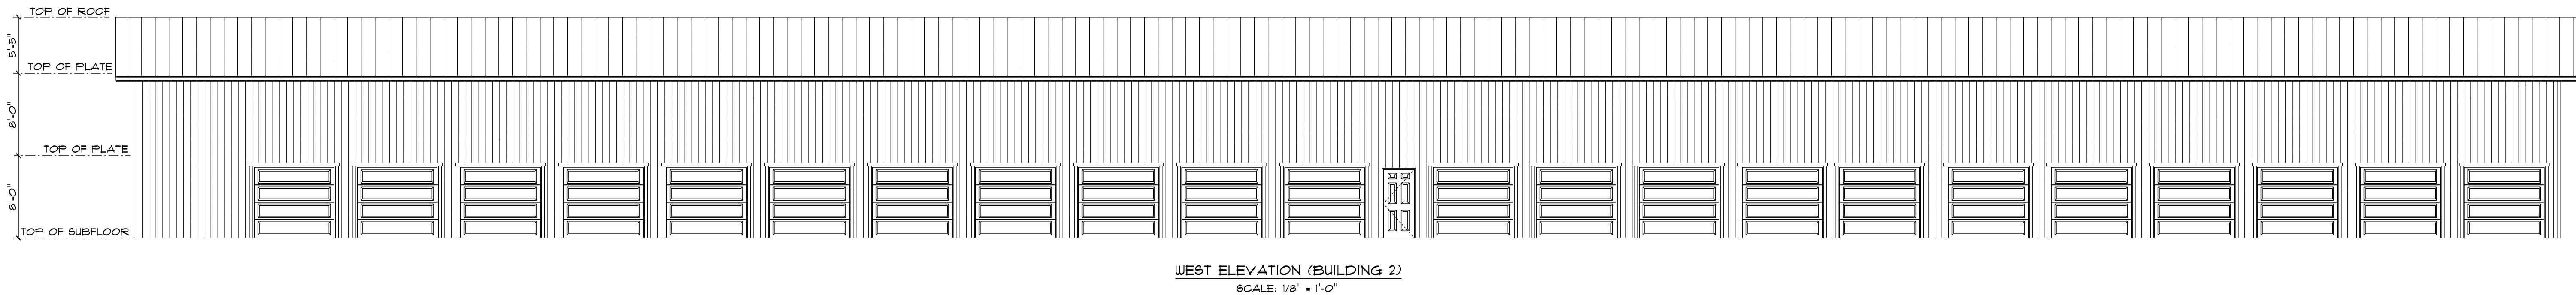 TOP OF ROOF
5'-5"
TOP OF PLATE
8'-0"
TOP OF PLATE
8'-0"
TOP OF SUBFLOOR
WEST ELEVATION (BUILDING 2)
SCALE: 1/8" = 1'-0"